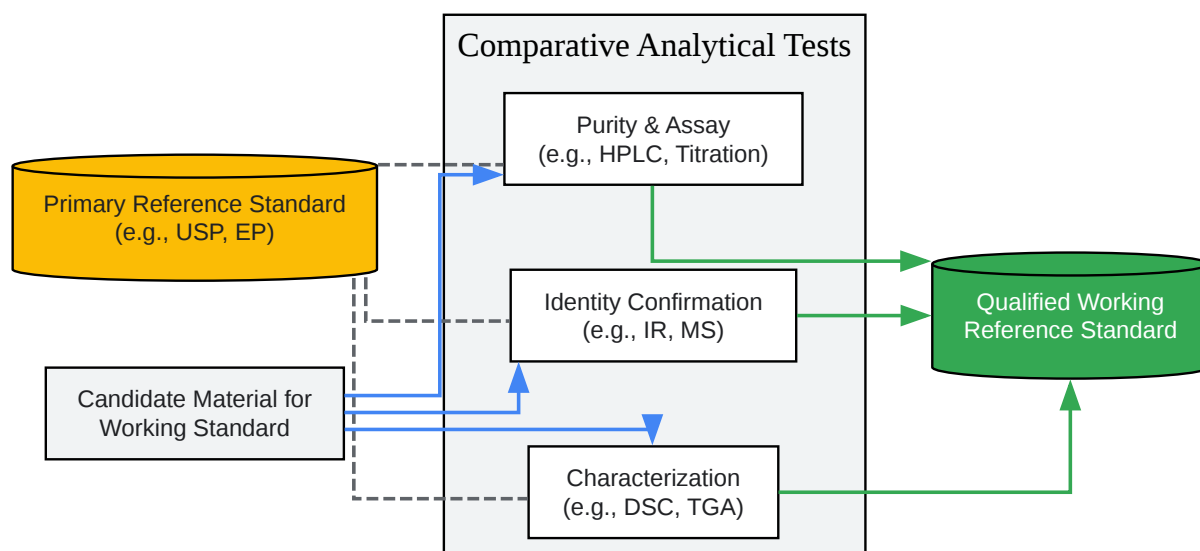 Comparative Analytical Tests
Purity & Assay
(e.g., HPLC, Titration)
Primary Reference Standard
(e.g., USP, EP)
Identity Confirmation
(e.g., IR, MS)
Qualified Working
Reference Standard
Candidate Material for
Working Standard
Characterization
(e.g., DSC, TGA)